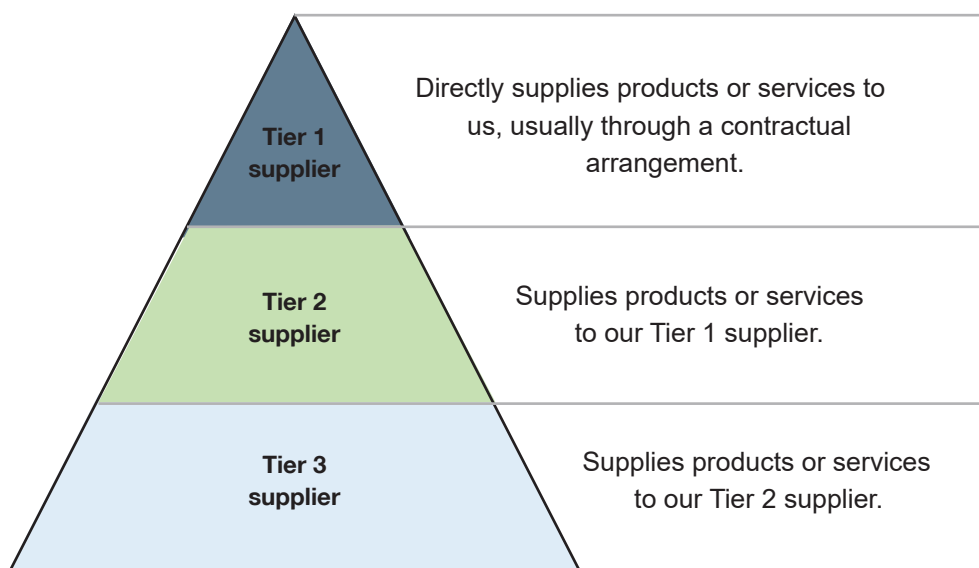 Tier 1
supplier
Directly supplies products or services to
us, usually through a contractual
arrangement.
Tier 2
supplier
Supplies products or services
to our Tier 1 supplier.
Tier 3
supplier
Supplies products or services
to our Tier 2 supplier.